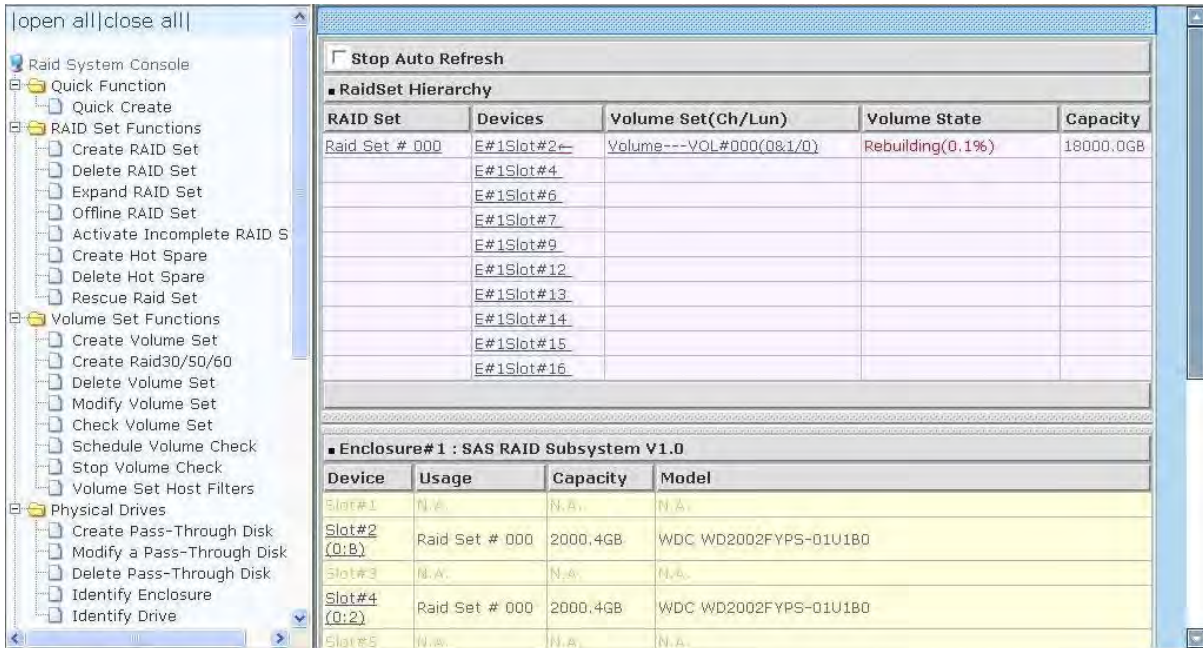 |open all|close all|
Raid System Console
Quick Function
Quick Create
RAID Set Functions
Create RAID Set
Delete RAID Set
Expand RAID Set
Offline RAID Set
Activate Incomplete RAID S
Create Hot Spare
Delete Hot Spare
Rescue Raid Set
Volume Set Functions
Create Volume Set
Create Raid30/50/60
Delete Volume Set
Modify Volume Set
Check Volume Set
Schedule Volume Check
Stop Volume Check
Volume Set Host Filters
Physical Drives
Create Pass-Through Disk
Modify a Pass-Through Disk
Delete Pass-Through Disk
Identify Enclosure
Identify Drive
Stop Auto Refresh
▪ RaidSet Hierarchy
RAID Set Devices Volume Set(Ch/Lun) Volume State Capacity
Raid Set # 000 E#1Slot#2← Volume---VOL#000(0&1/0) Rebuilding(0.1%) 18000.0GB
E#1Slot#4
E#1Slot#6
E#1Slot#7
E#1Slot#9
E#1Slot#12
E#1Slot#13
E#1Slot#14
E#1Slot#15
E#1Slot#16
▪ Enclosure#1 : SAS RAID Subsystem V1.0
Device Usage Capacity Model
Slot#1 N.A. N.A. N.A.
Slot#2 (0:B) Raid Set # 000 2000.4GB WDC WD2002FYPS-01U1B0
Slot#3 N.A. N.A. N.A.
Slot#4 (0:2) Raid Set # 000 2000.4GB WDC WD2002FYPS-01U1B0
Slot#5 N.A. N.A. N.A.